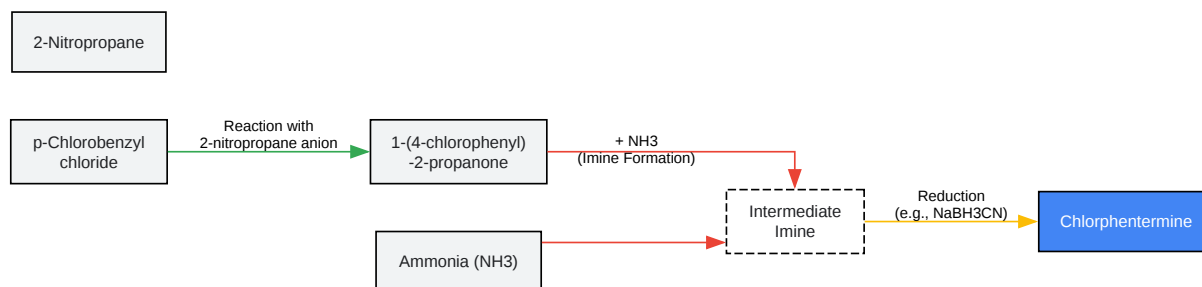 2-Nitropropane
p-Chlorobenzyl
chloride
Reaction with
2-nitropropane anion
1-(4-chlorophenyl)
-2-propanone
+ NH3
(Imine Formation)
Ammonia (NH3)
Intermediate
Imine
Reduction
(e.g., NaBH3CN)
Chlorphentermine